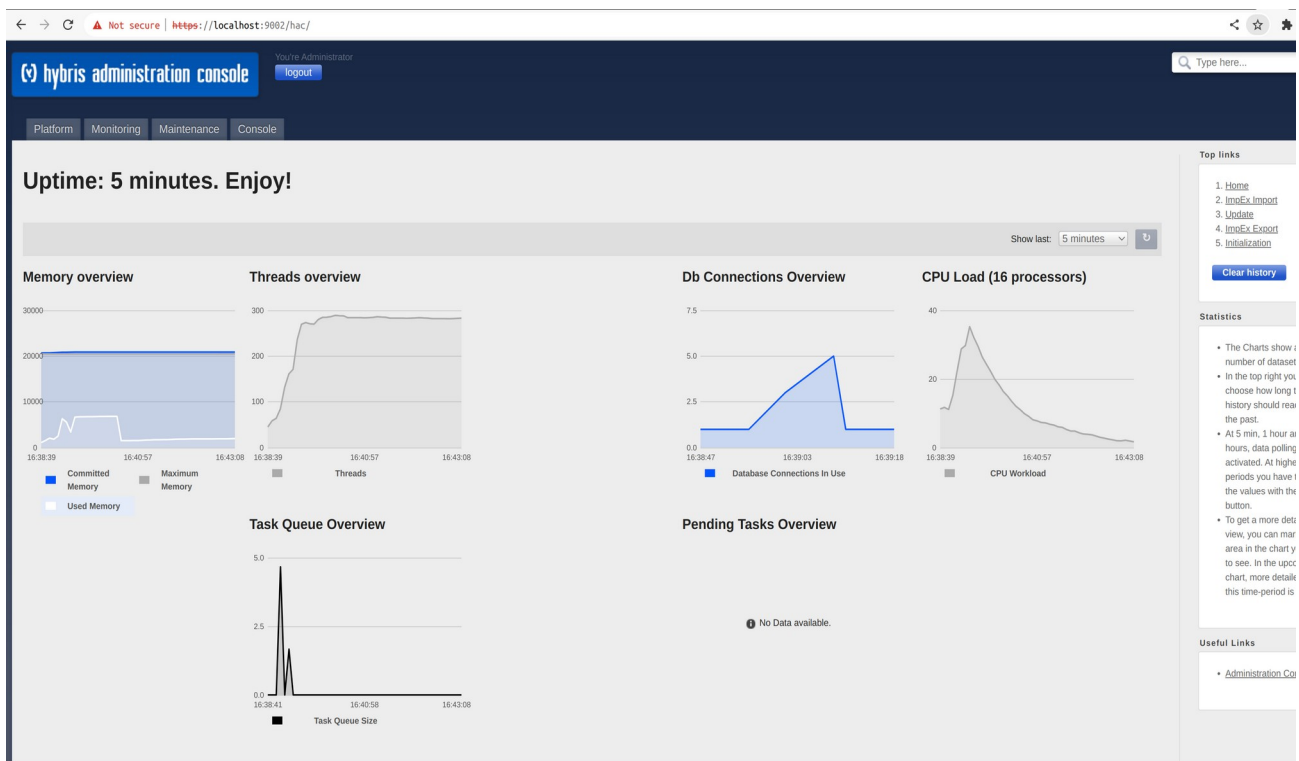 Not secure | https://localhost:9002/hac/
(y) hybris administration console
You're Administrator
logout
Type here...
Platform Monitoring Maintenance Console
Uptime: 5 minutes. Enjoy!
Show last: 5 minutes
Memory overview
30000
20000
10000
0
16:38:39 16:40:57 16:43:08
Committed Memory
Maximum Memory
Used Memory
Threads overview
300
200
100
0
16:38:39 16:40:57 16:43:08
Threads
Db Connections Overview
7.5
5.0
2.5
0.0
16:38:47 16:39:03 16:39:18
Database Connections In Use
CPU Load (16 processors)
40
20
0
16:38:39 16:40:57 16:43:08
CPU Workload
Task Queue Overview
5.0
2.5
0.0
16:38:41 16:40:58 16:43:08
Task Queue Size
Pending Tasks Overview
No Data available.
Top links
1. Home
2. ImpEx Import
3. Update
4. ImpEx Export
5. Initialization
Clear history
Statistics
• The Charts show
number of dataset
• In the top right you
choose how long
history should
the past.
• At 5 min, 1 hour
hours, data polling
activated. At
periods you have
the values with
button.
• To get a more
view, you can
area in the chart
to see. In the
chart, more
this time-period is
Useful Links
• Administration